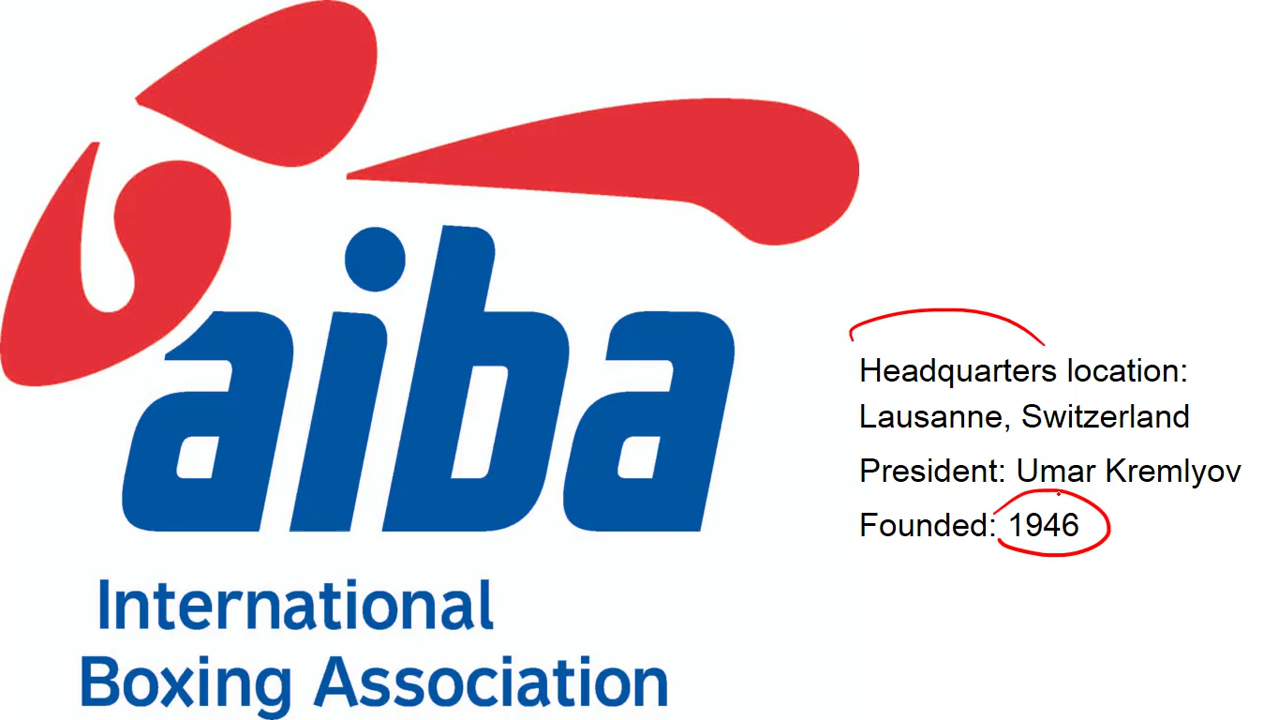 aiba
International
Boxing Association
Headquarters location:
Lausanne, Switzerland
President: Umar Kremlyov
Founded: 1946